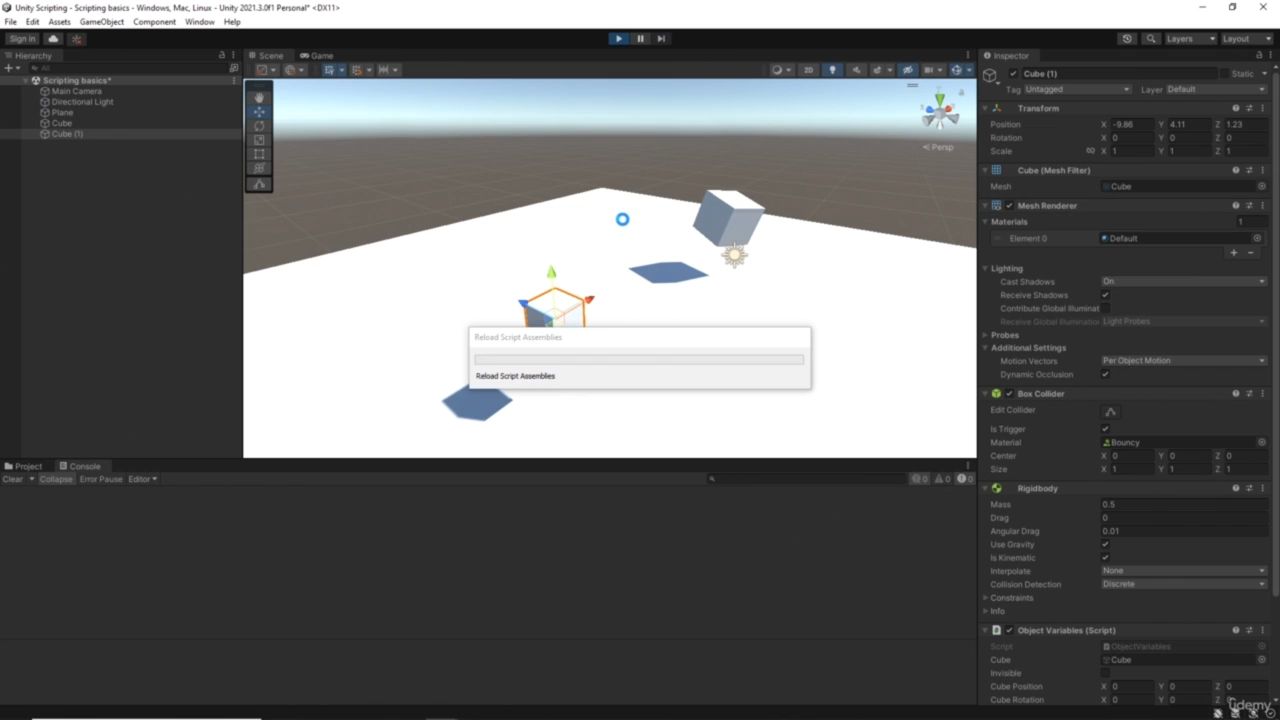 Unity Scripting - Scripting basics - Windows, Mac, Linux - Unity 2021.3.0f1 Personal* <DX11>
File Edit Assets GameObject Component Window Help
Sign in Layers Layout
Hierarchy Scene Game Inspector
All 2D
Scripting basics*
Main Camera
Directional Light
Plane
Cube
Cube (1)
Persp
Reload Script Assemblies
Reload Script Assemblies
Cube (1) Static
Tag Untagged Layer Default
Transform
Position X -9.86 Y 4.11 Z 1.23
Rotation X 0 Y 0 Z 0
Scale X 1 Y 1 Z 1
Cube (Mesh Filter)
Mesh Cube
Mesh Renderer
Materials 1
Element 0 Default
Lighting
Cast Shadows On
Receive Shadows
Contribute Global Illuminat
Receive Global Illuminatio Light Probes
Probes
Additional Settings
Motion Vectors Per Object Motion
Dynamic Occlusion
Box Collider
Edit Collider
Is Trigger
Material Bouncy
Center X 0 Y 0 Z 0
Size X 1 Y 1 Z 1
Rigidbody
Mass 0.5
Drag 0
Angular Drag 0.01
Use Gravity
Is Kinematic
Interpolate None
Collision Detection Discrete
Constraints
Info
Object Variables (Script)
Script ObjectVariables
Cube Cube
Invisible
Cube Position X 0 Y 0 Z 0
Cube Rotation X 0 Y 0 Z 0
Project Console
Clear Collapse Error Pause Editor 0 0 0
udemy